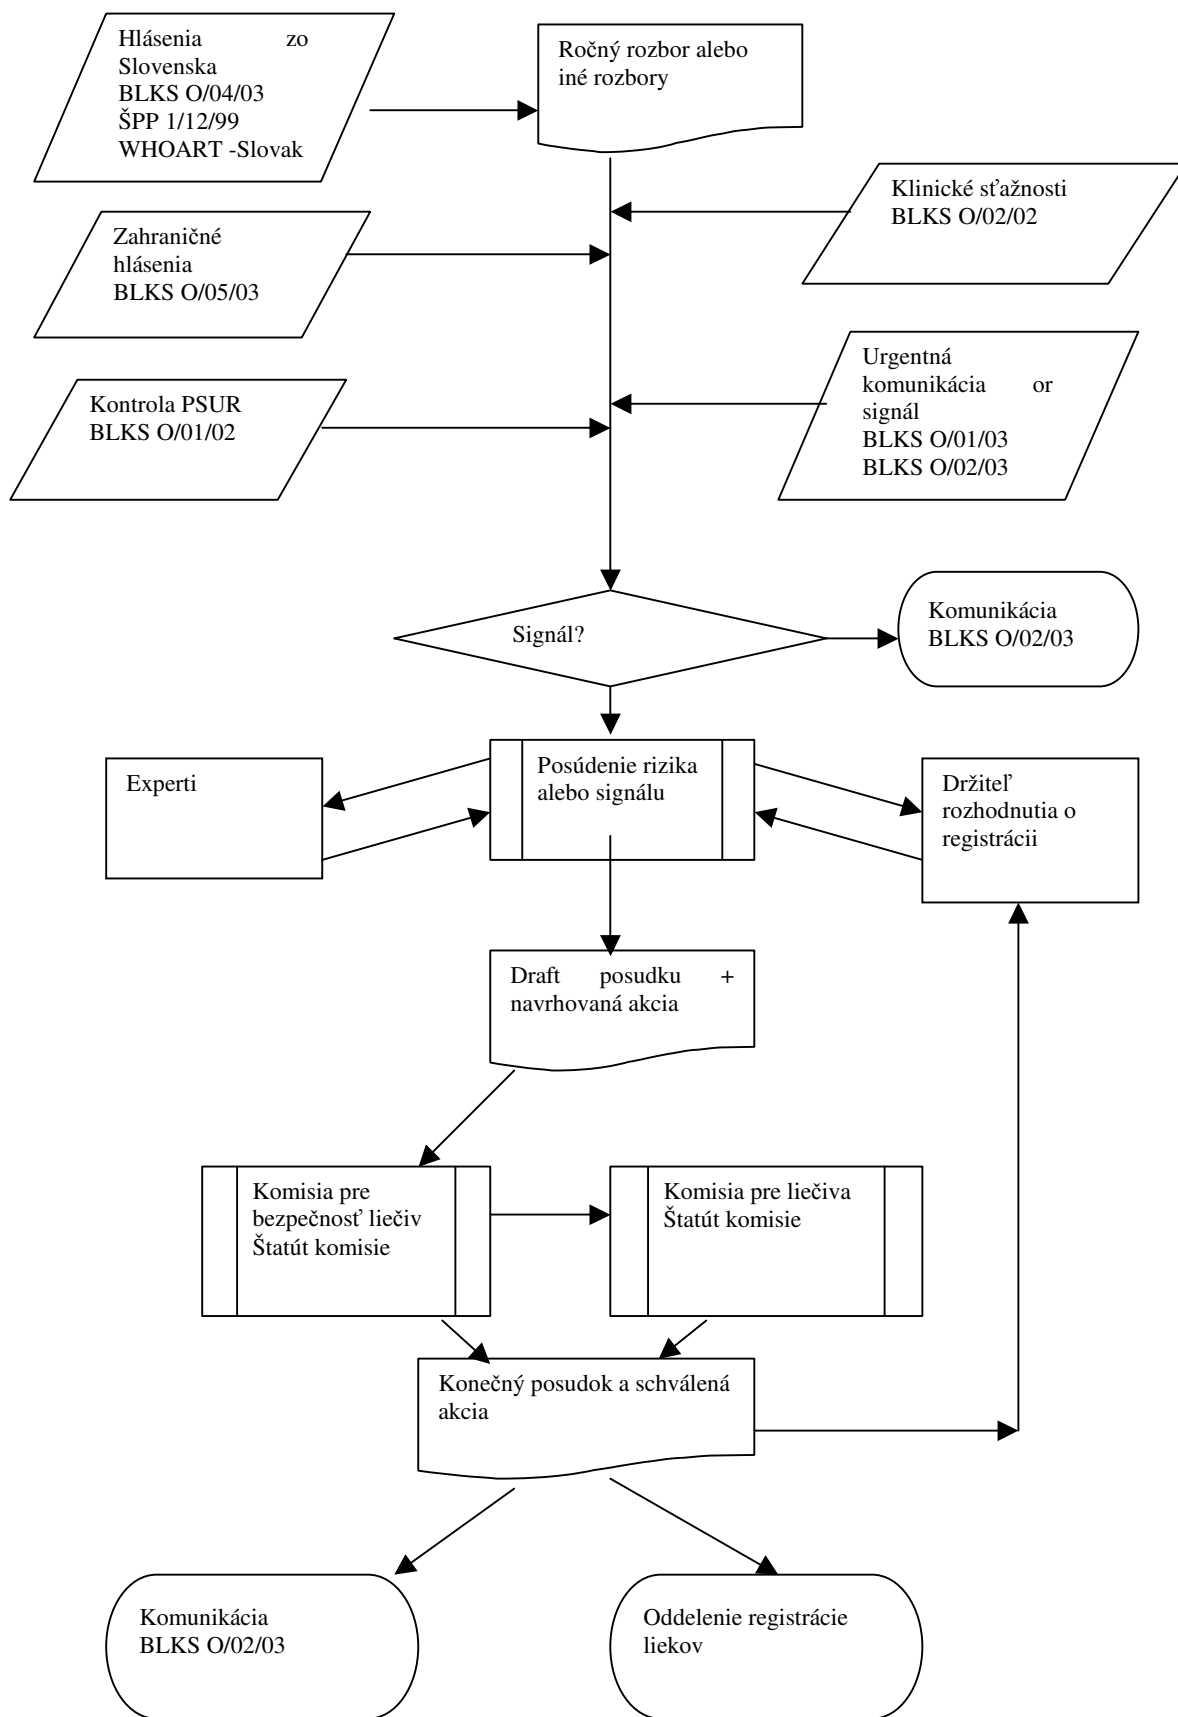 Hlásenia zo
Slovenska
BLKS O/04/03
ŠPP 1/12/99
WHOART -Slovak
Ročný rozbor alebo
iné rozbory
Klinické sťažnosti
BLKS O/02/02
Zahraničné
hlásenia
BLKS O/05/03
Urgentná
komunikácia or
signál
BLKS O/01/03
BLKS O/02/03
Kontrola PSUR
BLKS O/01/02
Signál?
Komunikácia
BLKS O/02/03
Experti
Posúdenie rizika
alebo signálu
Držiteľ
rozhodnutia o
registrácii
Draft posudku +
navrhovaná akcia
Komisia pre
bezpečnosť liečiv
Štatút komisie
Komisia pre liečiva
Štatút komisie
Konečný posudok a schválená
akcia
Komunikácia
BLKS O/02/03
Oddelenie registrácie
liekov